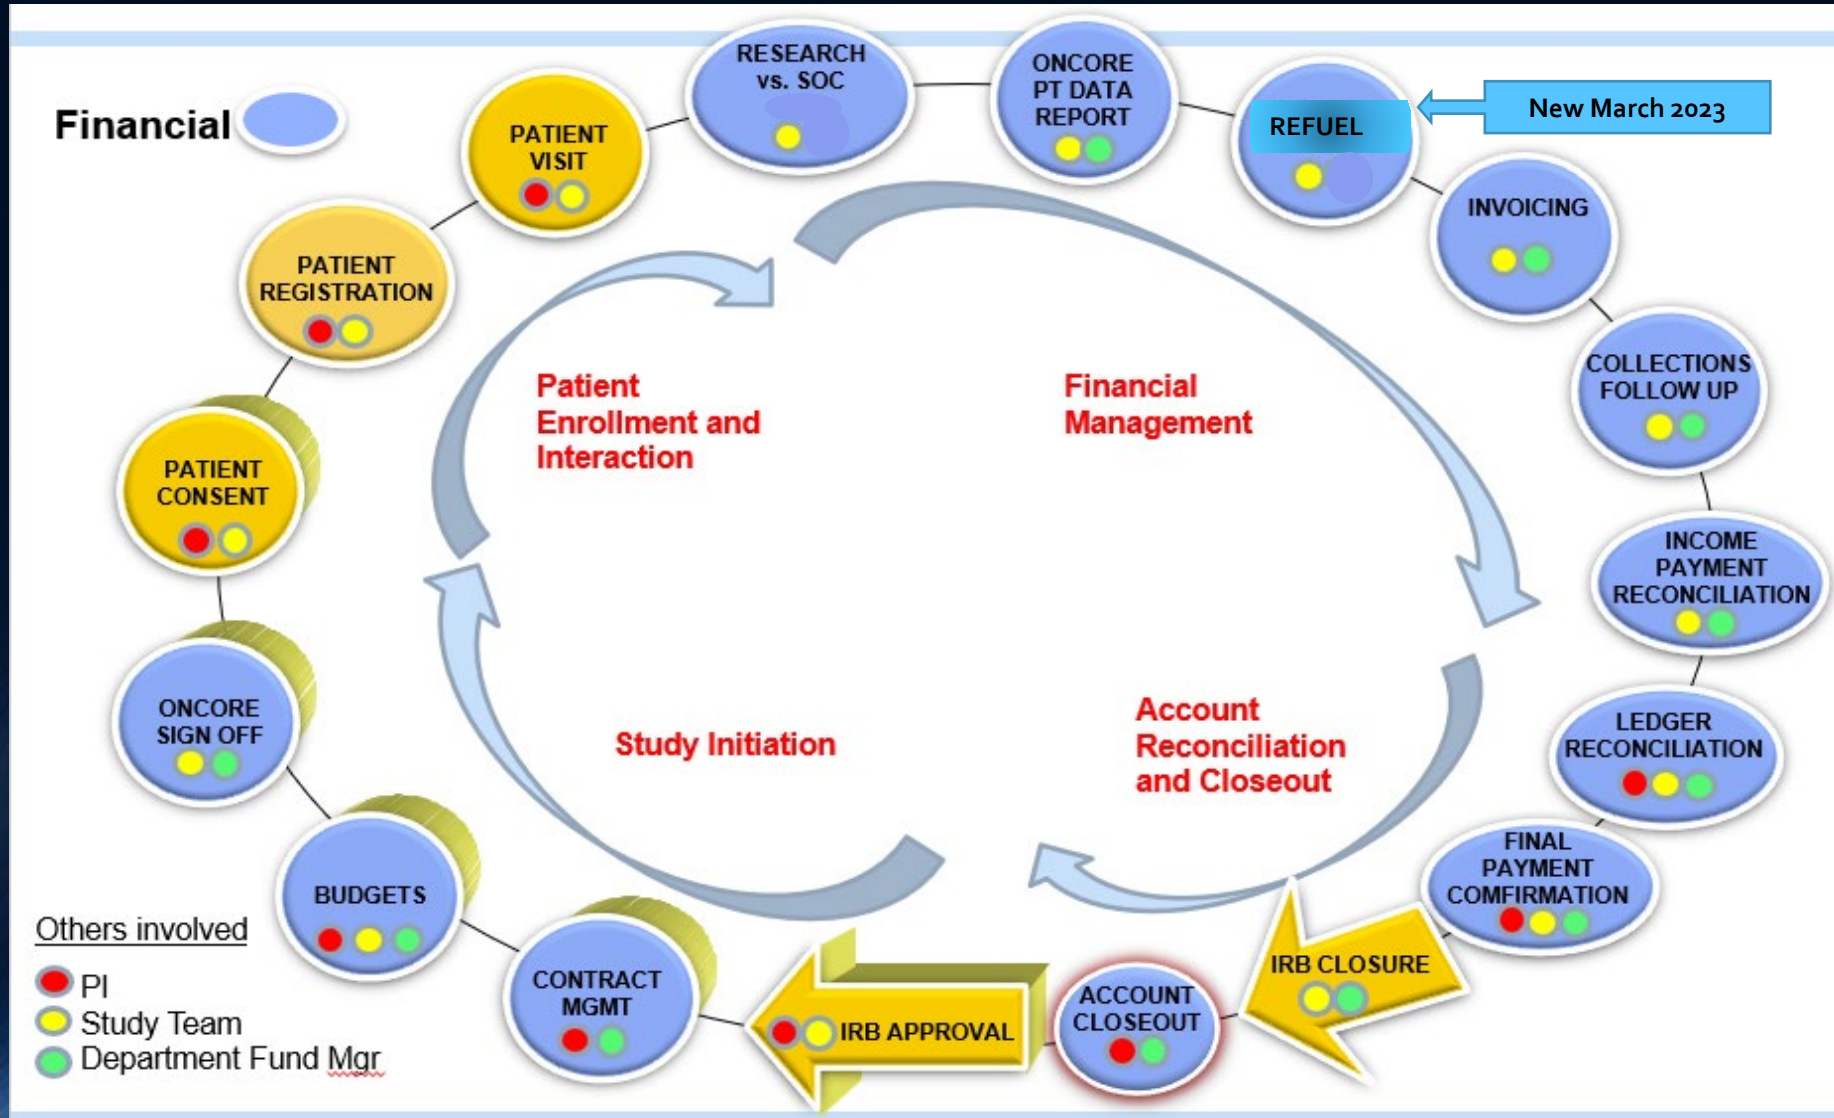 Financial
RESEARCH
vs. SOC
ONCORE
PT DATA
REPORT
REFUEL
New March 2023
PATIENT
VISIT
INVOICING
PATIENT
REGISTRATION
COLLECTIONS
FOLLOW UP
Patient
Enrollment and
Interaction
Financial
Management
PATIENT
CONSENT
INCOME
PAYMENT
RECONCILIATION
ONCORE
SIGN OFF
Study Initiation
Account
Reconciliation
and Closeout
LEDGER
RECONCILIATION
BUDGETS
FINAL
PAYMENT
COMFIRMATION
CONTRACT
MGMT
IRB APPROVAL
ACCOUNT
CLOSEOUT
IRB CLOSURE
Others involved
PI
Study Team
Department Fund Mgr